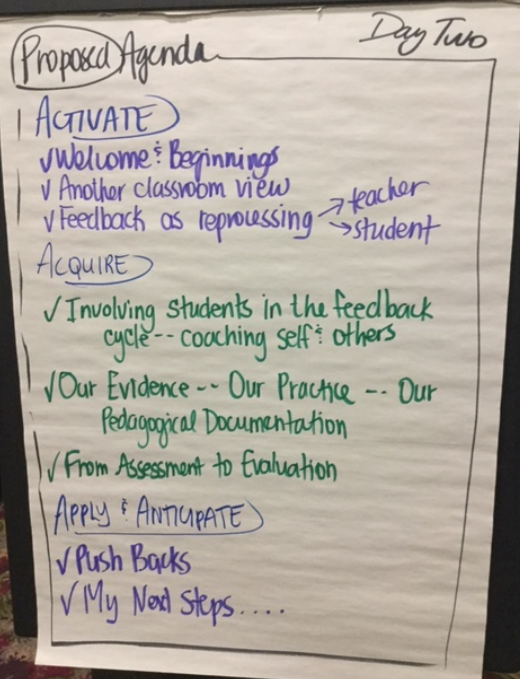 Proposed Agenda
Day Two
ACTIVATE
✓Welcome & Beginnings
✓ Another classroom view
✓ Feedback as reprocessing → teacher
→ student
ACQUIRE
✓ Involving students in the feedback
cycle -- coaching self & others
✓ Our Evidence -- Our Practice -- Our
Pedagogical Documentation
✓ From Assessment to Evaluation
APPLY & ANTICIPATE
✓ Push Backs
✓ My Next Steps....